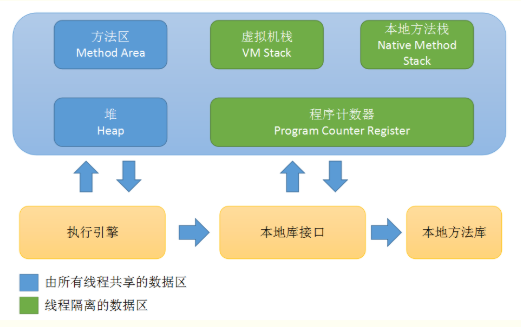 方法区
Method Area
虚拟机栈
VM Stack
本地方法栈
Native Method
Stack
堆
Heap
程序计数器
Program Counter Register
执行引擎
本地库接口
本地方法库
由所有线程共享的数据区
线程隔离的数据区